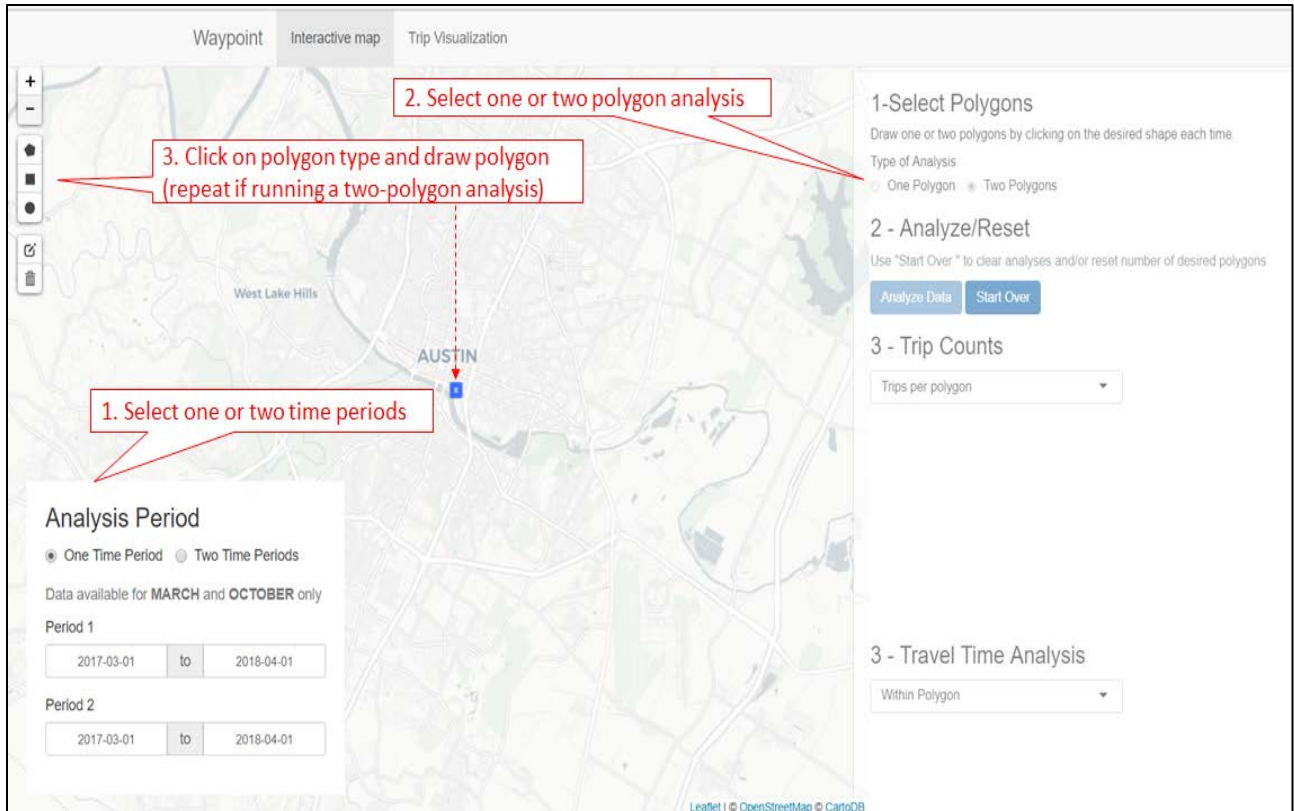 Waypoint Interactive map Trip Visualization
+
-
2. Select one or two polygon analysis
3. Click on polygon type and draw polygon
(repeat if running a two-polygon analysis)
West Lake Hills
AUSTIN
1. Select one or two time periods
Analysis Period
One Time Period Two Time Periods
Data available for MARCH and OCTOBER only
Period 1
2017-03-01 to 2018-04-01
Period 2
2017-03-01 to 2018-04-01
1-Select Polygons
Draw one or two polygons by clicking on the desired shape each time.
Type of Analysis
One Polygon Two Polygons
2 - Analyze/Reset
Use "Start Over " to clear analyses and/or reset number of desired polygons
Analyze Data Start Over
3 - Trip Counts
Trips per polygon
3 - Travel Time Analysis
Within Polygon
Leaflet | © OpenStreetMap © CartoDB